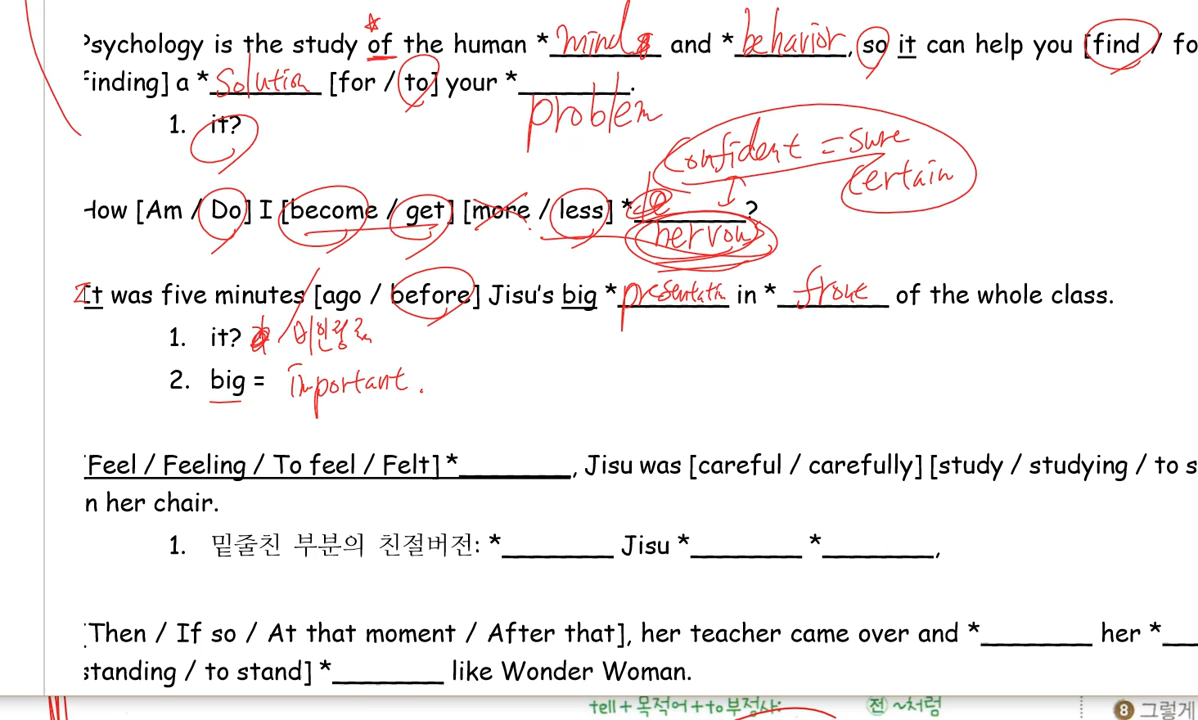 Psychology is the study of the human *mind and *behavior, so it can help you [find / fo
finding] a *solution [for / to] your *problem.
1. it?
confident = sure
certain
How [Am / Do] I [become / get] [more / less] *nervous?
It was five minutes [ago / before] Jisu's big *presentatn in *front of the whole class.
1. it? 비인칭
2. big = important.
Feel / Feeling / To feel / Felt] *________, Jisu was [careful / carefully] [study / studying / to s
n her chair.
1. 밑줄친 부분의 친절버전: *________ Jisu *________ *________,
Then / If so / At that moment / After that], her teacher came over and *________ her *__
standing / to stand] *________ like Wonder Woman.
tell + 목적어 + to부정사: 전 ~처럼 8 그렇게